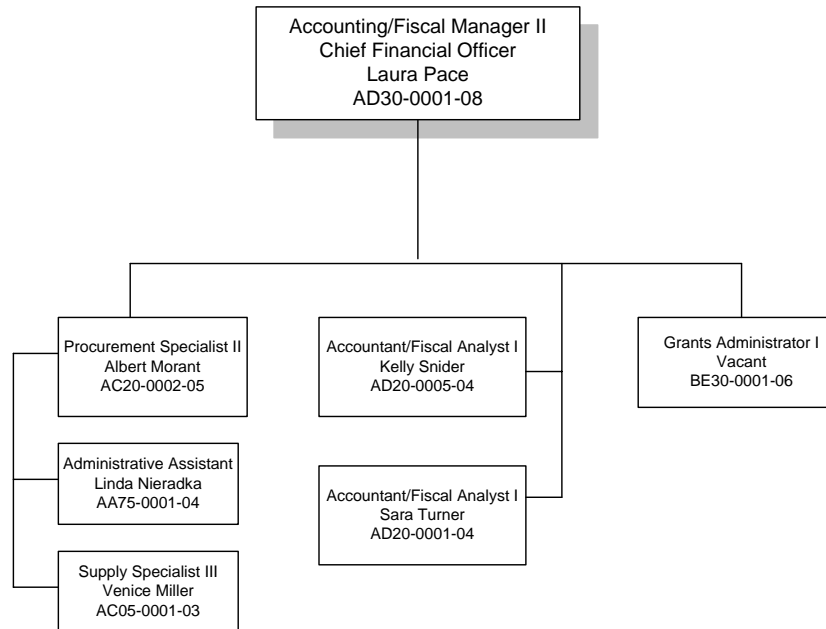 Accounting/Fiscal Manager II
Chief Financial Officer
Laura Pace
AD30-0001-08
Procurement Specialist II
Albert Morant
AC20-0002-05
Accountant/Fiscal Analyst I
Kelly Snider
AD20-0005-04
Grants Administrator I
Vacant
BE30-0001-06
Administrative Assistant
Linda Nieradka
AA75-0001-04
Accountant/Fiscal Analyst I
Sara Turner
AD20-0001-04
Supply Specialist III
Venice Miller
AC05-0001-03